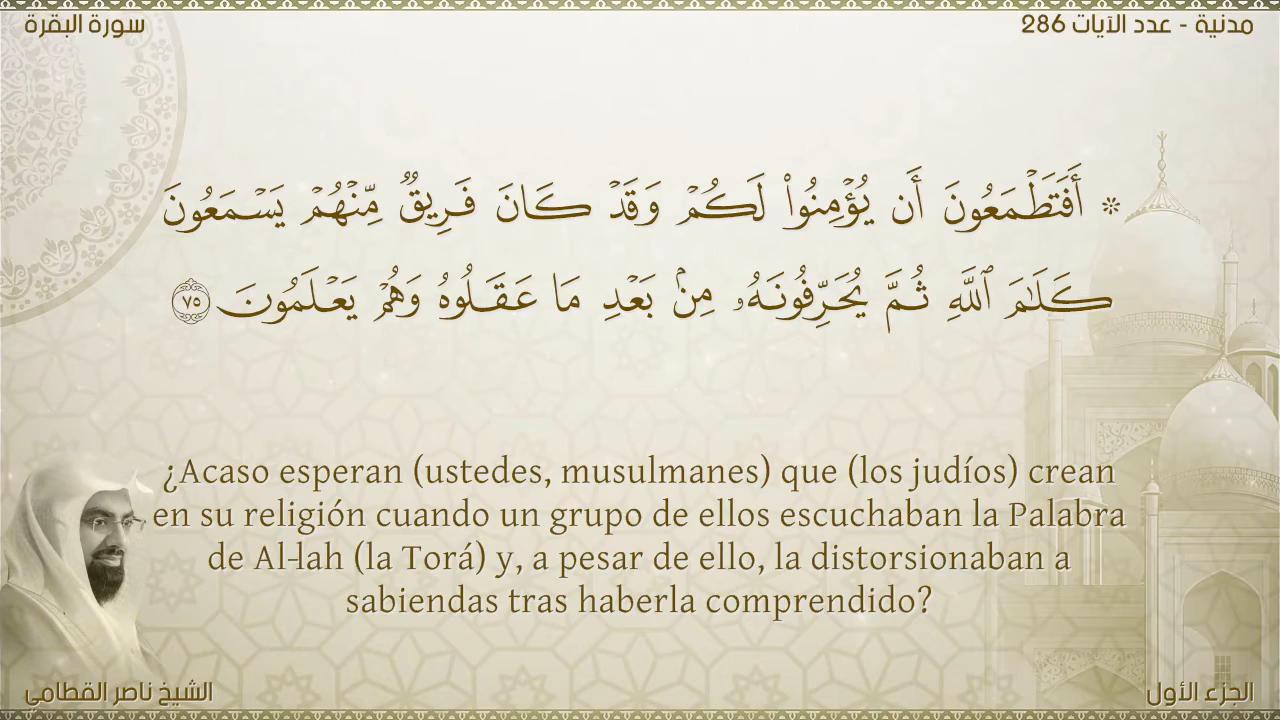 سورة البقرة
مدنية - عدد الآيات 286
* أَفَتَطْمَعُونَ أَن يُؤْمِنُوا۟ لَكُمْ وَقَدْ كَانَ فَرِيقٌ مِّنْهُمْ يَسْمَعُونَ
كَلَٰمَ ٱللَّهِ ثُمَّ يُحَرِّفُونَهُۥ مِنۢ بَعْدِ مَا عَقَلُوهُ وَهُمْ يَعْلَمُونَ ٧٥
¿Acaso esperan (ustedes, musulmanes) que (los judíos) crean
en su religión cuando un grupo de ellos escuchaban la Palabra
de Al-lah (la Torá) y, a pesar de ello, la distorsionaban a
sabiendas tras haberla comprendido?
الشيخ ناصر القطامي
الجزء الأول